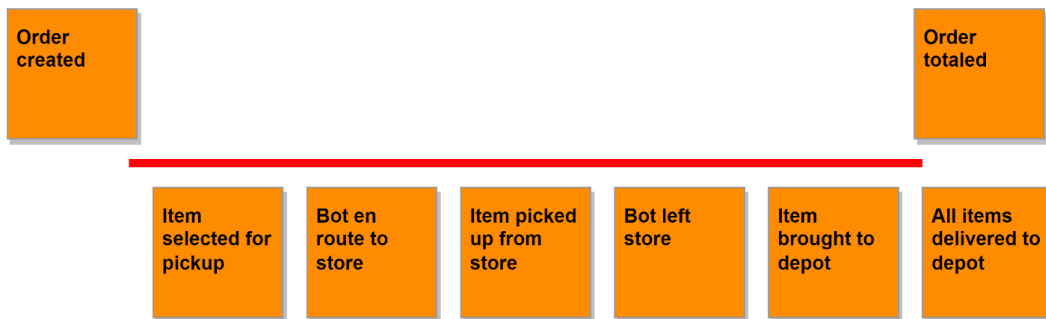 Order
created
Order
totaled
Item
selected for
pickup
Bot en
route to
store
Item picked
up from
store
Bot left
store
Item
brought to
depot
All items
delivered to
depot